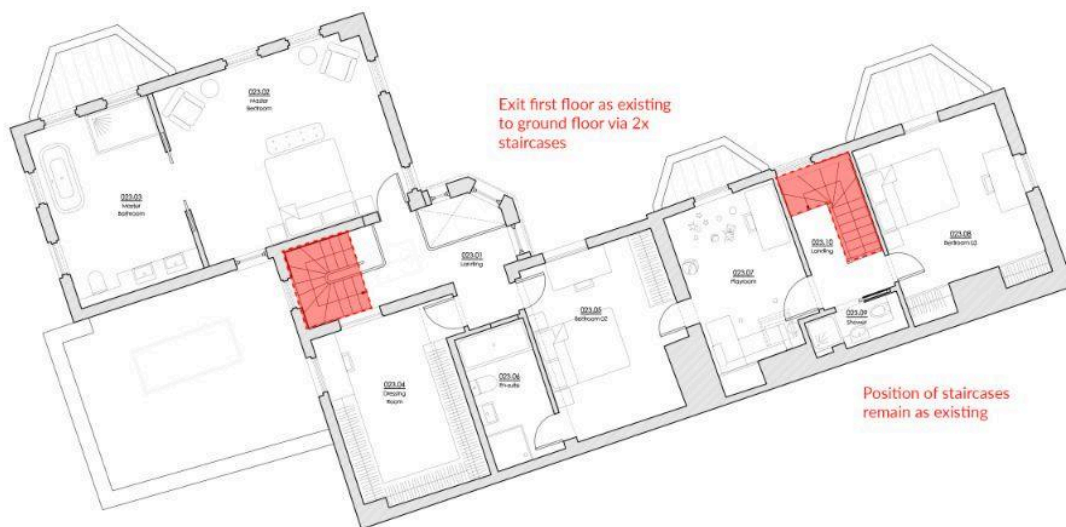 023.02
Master
Bedroom
Exit first floor as existing
to ground floor via 2x
staircases
023.03
Master
Bathroom
023.01
Landing
023.10
Landing
023.08
Bedroom 03
023.07
Playroom
023.05
Bedroom 02
023.09
Shower
023.04
Dressing
Room
023.06
En-suite
Position of staircases
remain as existing